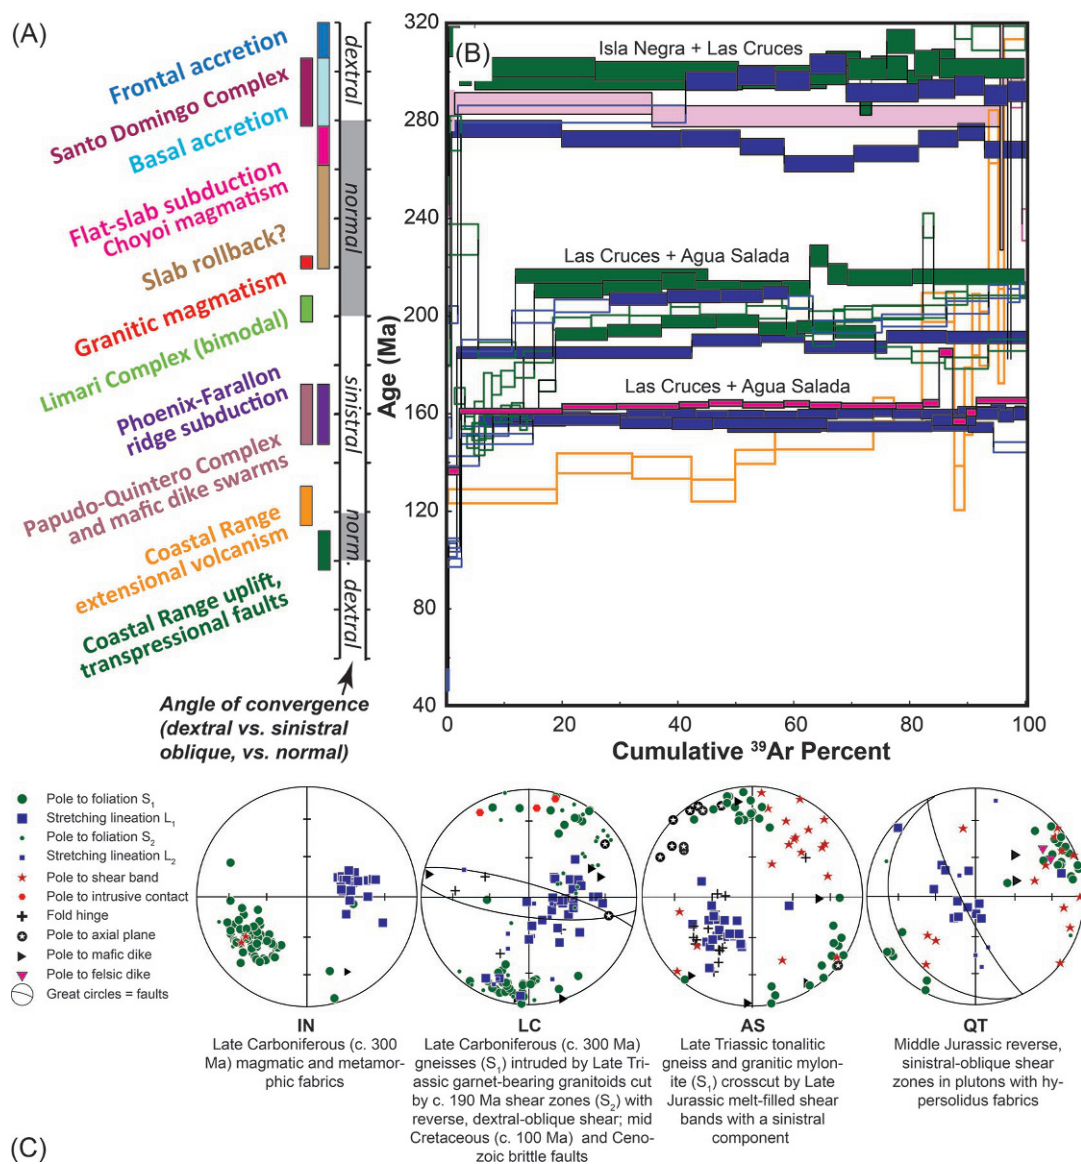 (A)
Frontal accretion
Santo Domingo Complex
Basal accretion
Flat-slab subduction
Choyoi magmatism
Slab rollback?
Granitic magmatism
Limari Complex (bimodal)
Phoenix-Farallon
ridge subduction
Papudo-Quintero Complex
and mafic dike swarms
Coastal Range
extensional volcanism
Coastal Range uplift,
transpressional faults
dextral
normal
sinistral
norm.
dextral
Angle of convergence
(dextral vs. sinistral
oblique, vs. normal)
(B)
Isla Negra + Las Cruces
Las Cruces + Agua Salada
Las Cruces + Agua Salada
Age (Ma)
320
280
240
200
160
120
80
40
0
20
40
60
80
100
Cumulative ³⁹Ar Percent
Pole to foliation S₁
Stretching lineation L₁
Pole to foliation S₂
Stretching lineation L₂
Pole to shear band
Pole to intrusive contact
Fold hinge
Pole to axial plane
Pole to mafic dike
Pole to felsic dike
Great circles = faults
IN
Late Carboniferous (c. 300
Ma) magmatic and metamor-
phic fabrics
LC
Late Carboniferous (c. 300 Ma)
gneisses (S₁) intruded by Late Tri-
assic garnet-bearing granitoids cut
by c. 190 Ma shear zones (S₂) with
reverse, dextral-oblique shear; mid
Cretaceous (c. 100 Ma) and Ceno-
zoic brittle faults
AS
Late Triassic tonalitic
gneiss and granitic mylon-
ite (S₁) crosscut by Late
Jurassic melt-filled shear
bands with a sinistral
component
QT
Middle Jurassic reverse,
sinistral-oblique shear
zones in plutons with hy-
persolidus fabrics
(C)